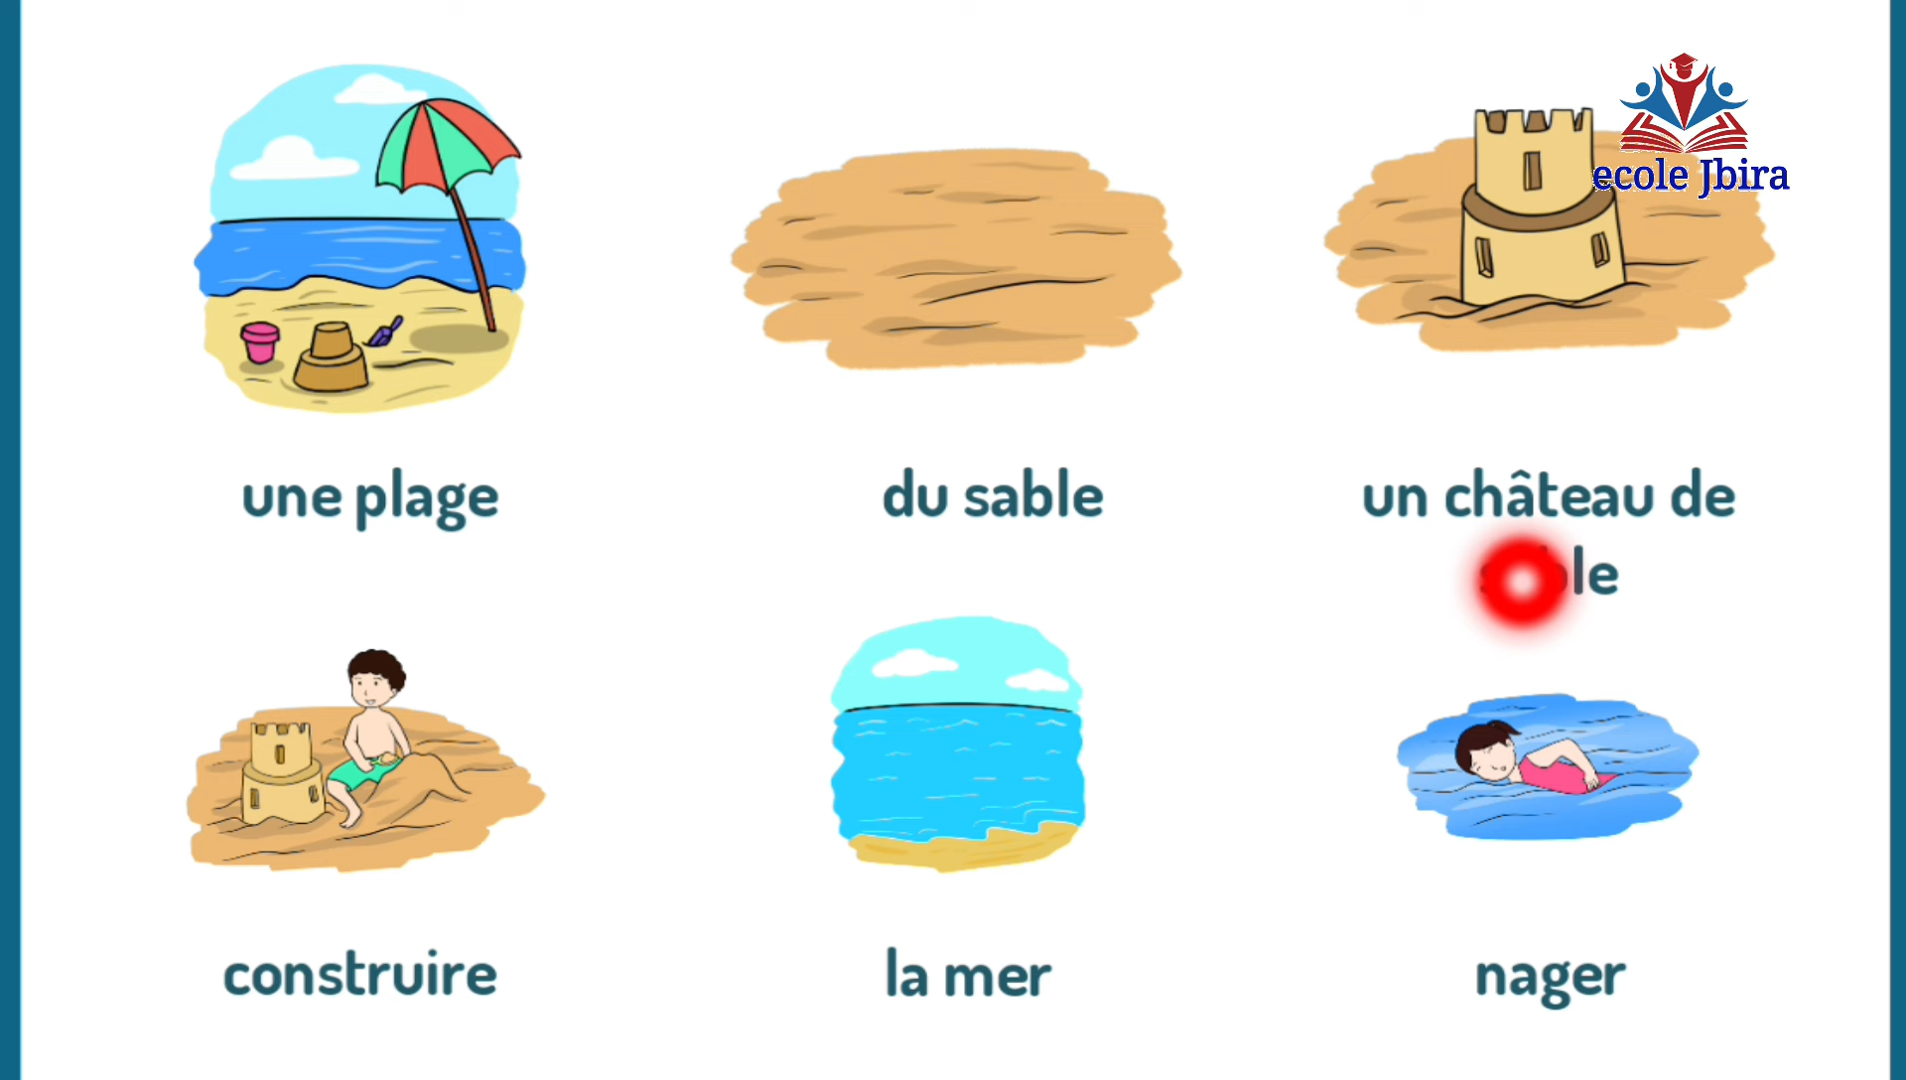 ecole Jbira
une plage
du sable
un château de
construire
la mer
nager